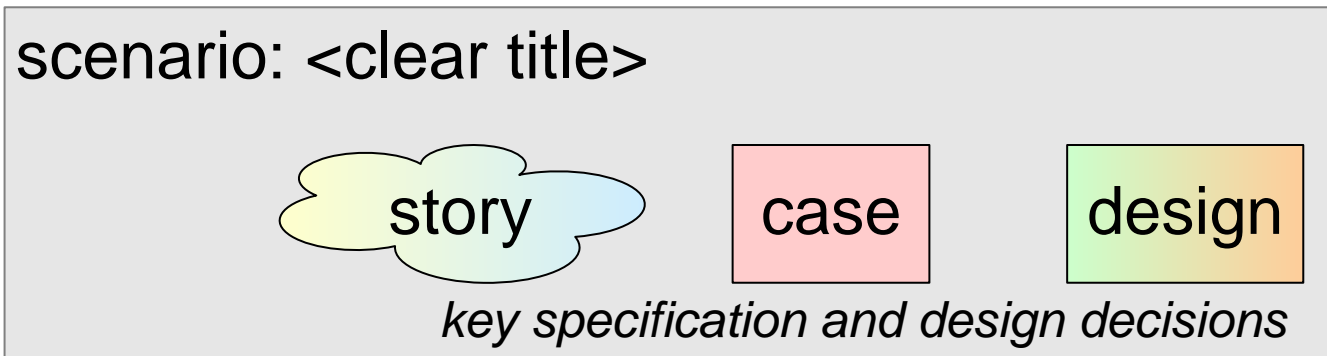 scenario: <clear title>
story case design
key specification and design decisions